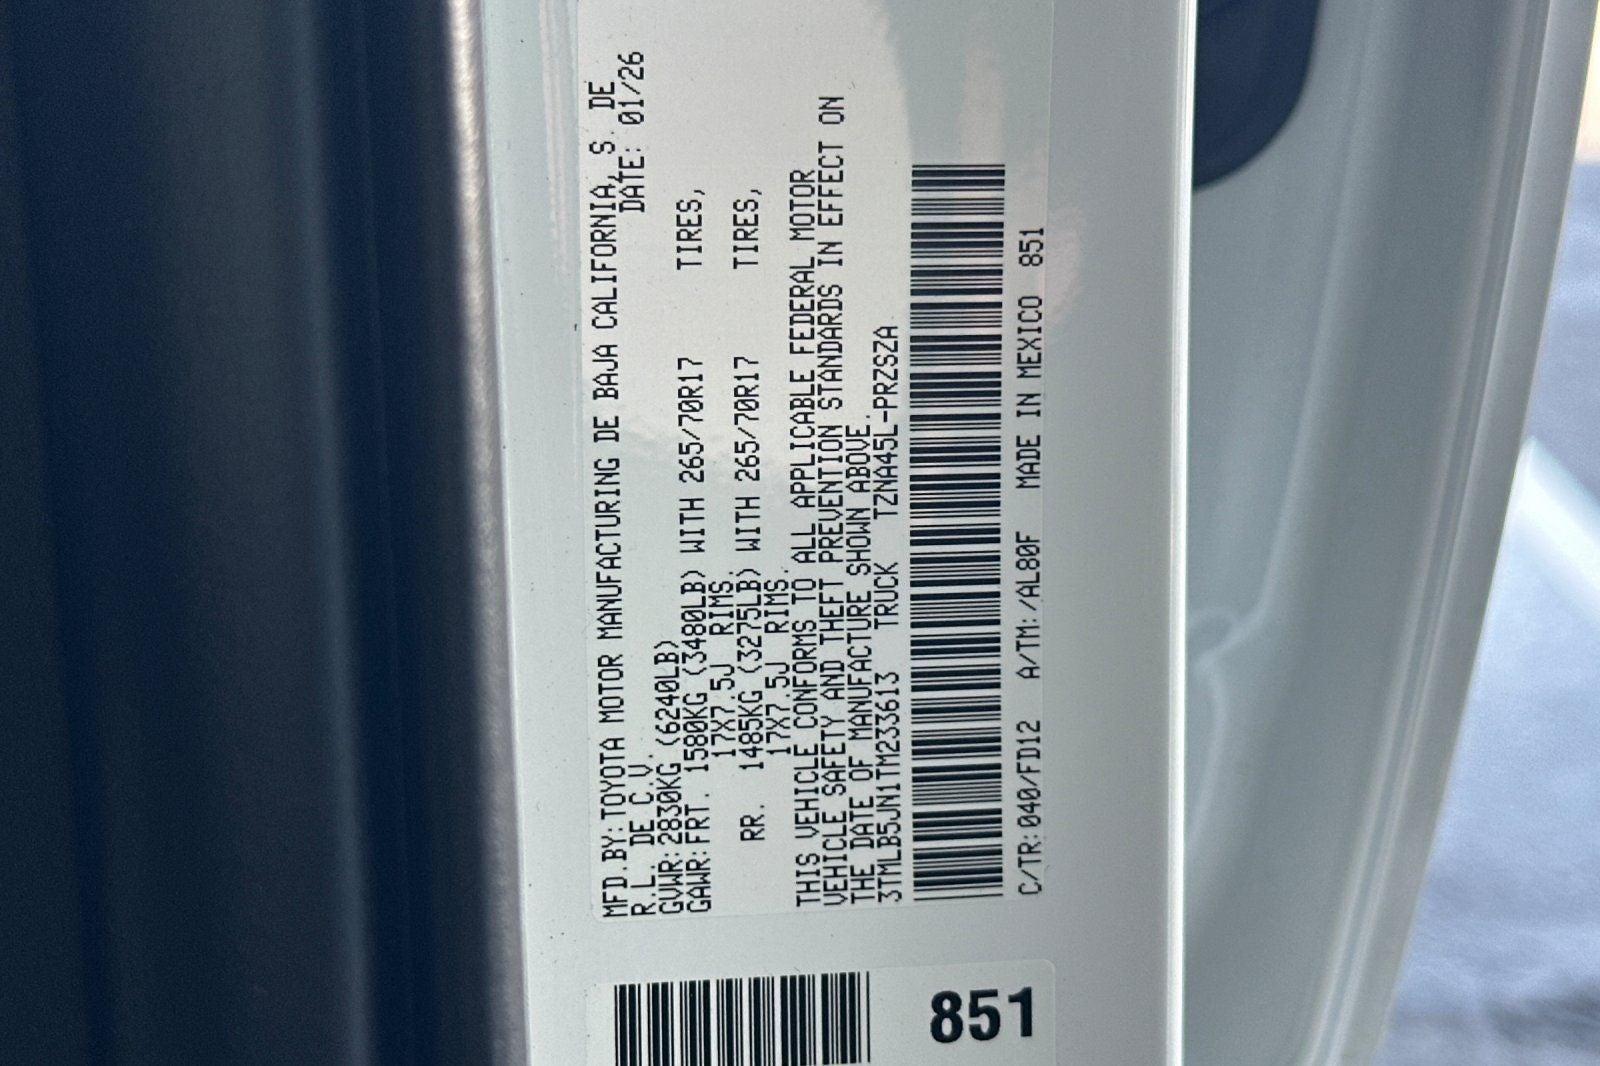 MFD.BY:TOYOTA MOTOR MANUFACTURING DE BAJA CALIFORNIA, S. DE
R.L. DE C.V. DATE: 01/26
GVWR:2830KG (6240LB)
GAWR:FRT. 1580KG (3480LB) WITH 265/70R17 TIRES,
17X7.5J RIMS.
RR. 1485KG (3275LB) WITH 265/70R17 TIRES,
17X7.5J RIMS.
THIS VEHICLE CONFORMS TO ALL APPLICABLE FEDERAL MOTOR
VEHICLE SAFETY AND THEFT PREVENTION STANDARDS IN EFFECT ON
THE DATE OF MANUFACTURE SHOWN ABOVE.
3TMLB5JN1TM233613 TRUCK TZNA45L-PRZSZA
C/TR:040/FD12 A/TM:/AL80F MADE IN MEXICO 851
851